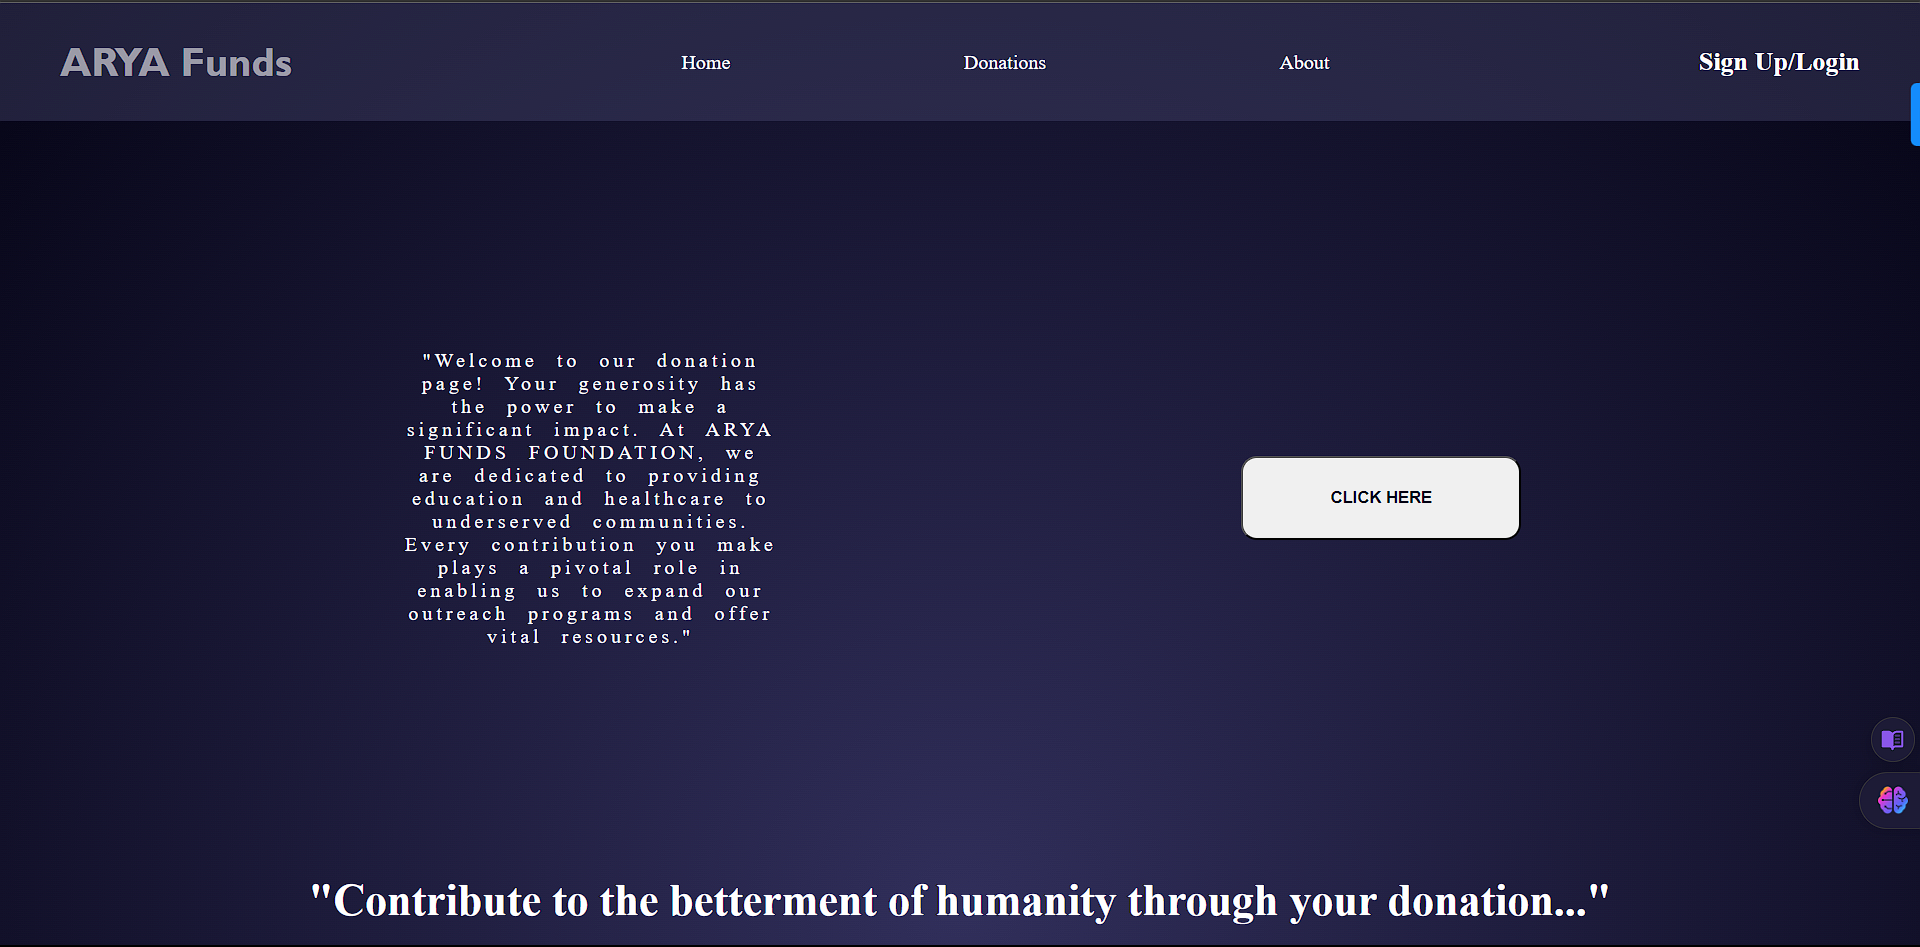 ARYA Funds
Home
Donations
About
Sign Up/Login
"Welcome to our donation
page! Your generosity has
the power to make a
significant impact. At ARYA
FUNDS FOUNDATION, we
are dedicated to providing
education and healthcare to
underserved communities.
Every contribution you make
plays a pivotal role in
enabling us to expand our
outreach programs and offer
vital resources."
CLICK HERE
"Contribute to the betterment of humanity through your donation..."